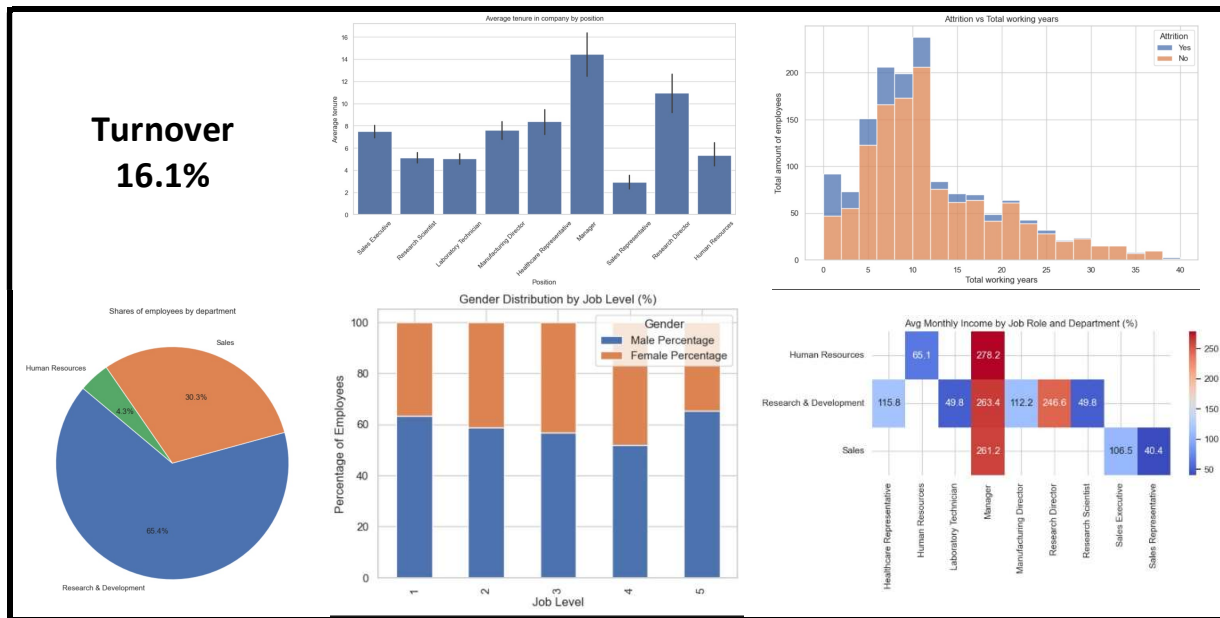 Turnover
16.1%
Average tenure in company by position
Average tenure
16
14
12
10
8
6
4
2
0
Sales Executive
Research Scientist
Laboratory Technician
Manufacturing Director
Healthcare Representative
Manager
Sales Representative
Research Director
Human Resources
Position
Attrition vs Total working years
Attrition
Yes
No
Total amount of employees
200
150
100
50
0
0 5 10 15 20 25 30 35 40
Total working years
Shares of employees by department
Sales
Human Resources
30.3%
4.3%
65.4%
Research & Development
Gender Distribution by Job Level (%)
Gender
Male Percentage
Female Percentage
Percentage of Employees
100
80
60
40
20
0
1 2 3 4 5
Job Level
Avg Monthly Income by Job Role and Department (%)
Human Resources 65.1 278.2
Research & Development 115.8 49.8 263.4 112.2 246.6 49.8
Sales 261.2 106.5 40.4
Healthcare Representative
Human Resources
Laboratory Technician
Manager
Manufacturing Director
Research Director
Research Scientist
Sales Executive
Sales Representative
250
200
150
100
50